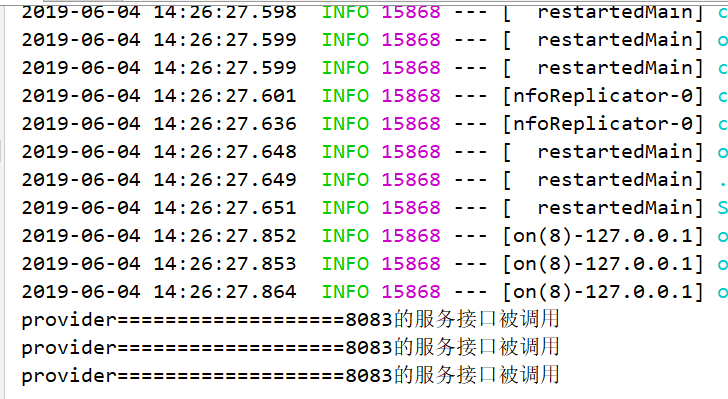 2019-06-04 14:26:27.598  INFO 15868 --- [  restartedMain] c
2019-06-04 14:26:27.599  INFO 15868 --- [  restartedMain] o
2019-06-04 14:26:27.599  INFO 15868 --- [  restartedMain] c
2019-06-04 14:26:27.601  INFO 15868 --- [nfoReplicator-0] c
2019-06-04 14:26:27.636  INFO 15868 --- [nfoReplicator-0] c
2019-06-04 14:26:27.648  INFO 15868 --- [  restartedMain] o
2019-06-04 14:26:27.649  INFO 15868 --- [  restartedMain] .
2019-06-04 14:26:27.651  INFO 15868 --- [  restartedMain] S
2019-06-04 14:26:27.852  INFO 15868 --- [on(8)-127.0.0.1] o
2019-06-04 14:26:27.853  INFO 15868 --- [on(8)-127.0.0.1] o
2019-06-04 14:26:27.864  INFO 15868 --- [on(8)-127.0.0.1] o
provider===================8083的服务接口被调用
provider===================8083的服务接口被调用
provider===================8083的服务接口被调用